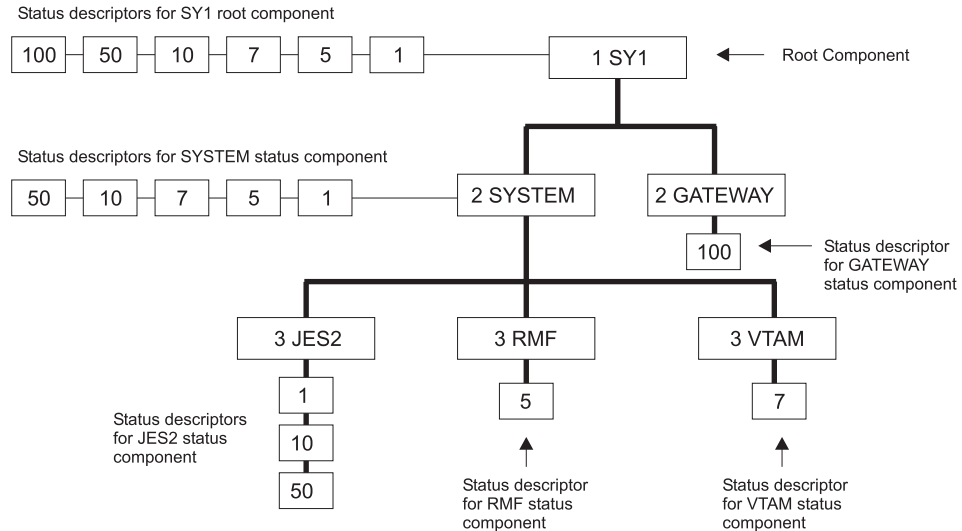 Status descriptors for SY1 root component
100 50 10 7 5 1 1 SY1 Root Component
Status descriptors for SYSTEM status component
50 10 7 5 1 2 SYSTEM 2 GATEWAY
100
Status descriptor
for GATEWAY
status component
3 JES2 3 RMF 3 VTAM
1
10
50
Status descriptors
for JES2 status
component
5
7
Status descriptor
for RMF status
component
Status descriptor
for VTAM status
component